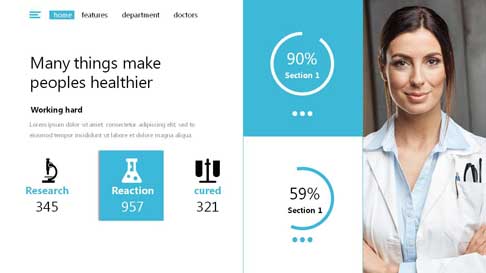 home features department doctors
Many things make
peoples healthier
Working hard
Lorem ipsum dolor sit amet, consectetur adipiscing elit, sed to
eiusmod tempor incididunt ut labore et dolore magna aliqua.
Research Reaction cured
345 957 321
90%
Section 1
59%
Section 1